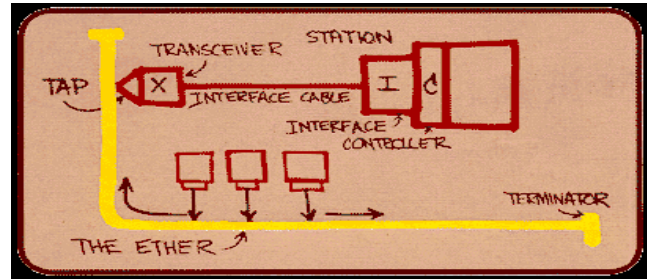 STATION
TRANSCEIVER
TAP
X
I
C
INTERFACE CABLE
INTERFACE
CONTROLLER
TERMINATOR
THE ETHER